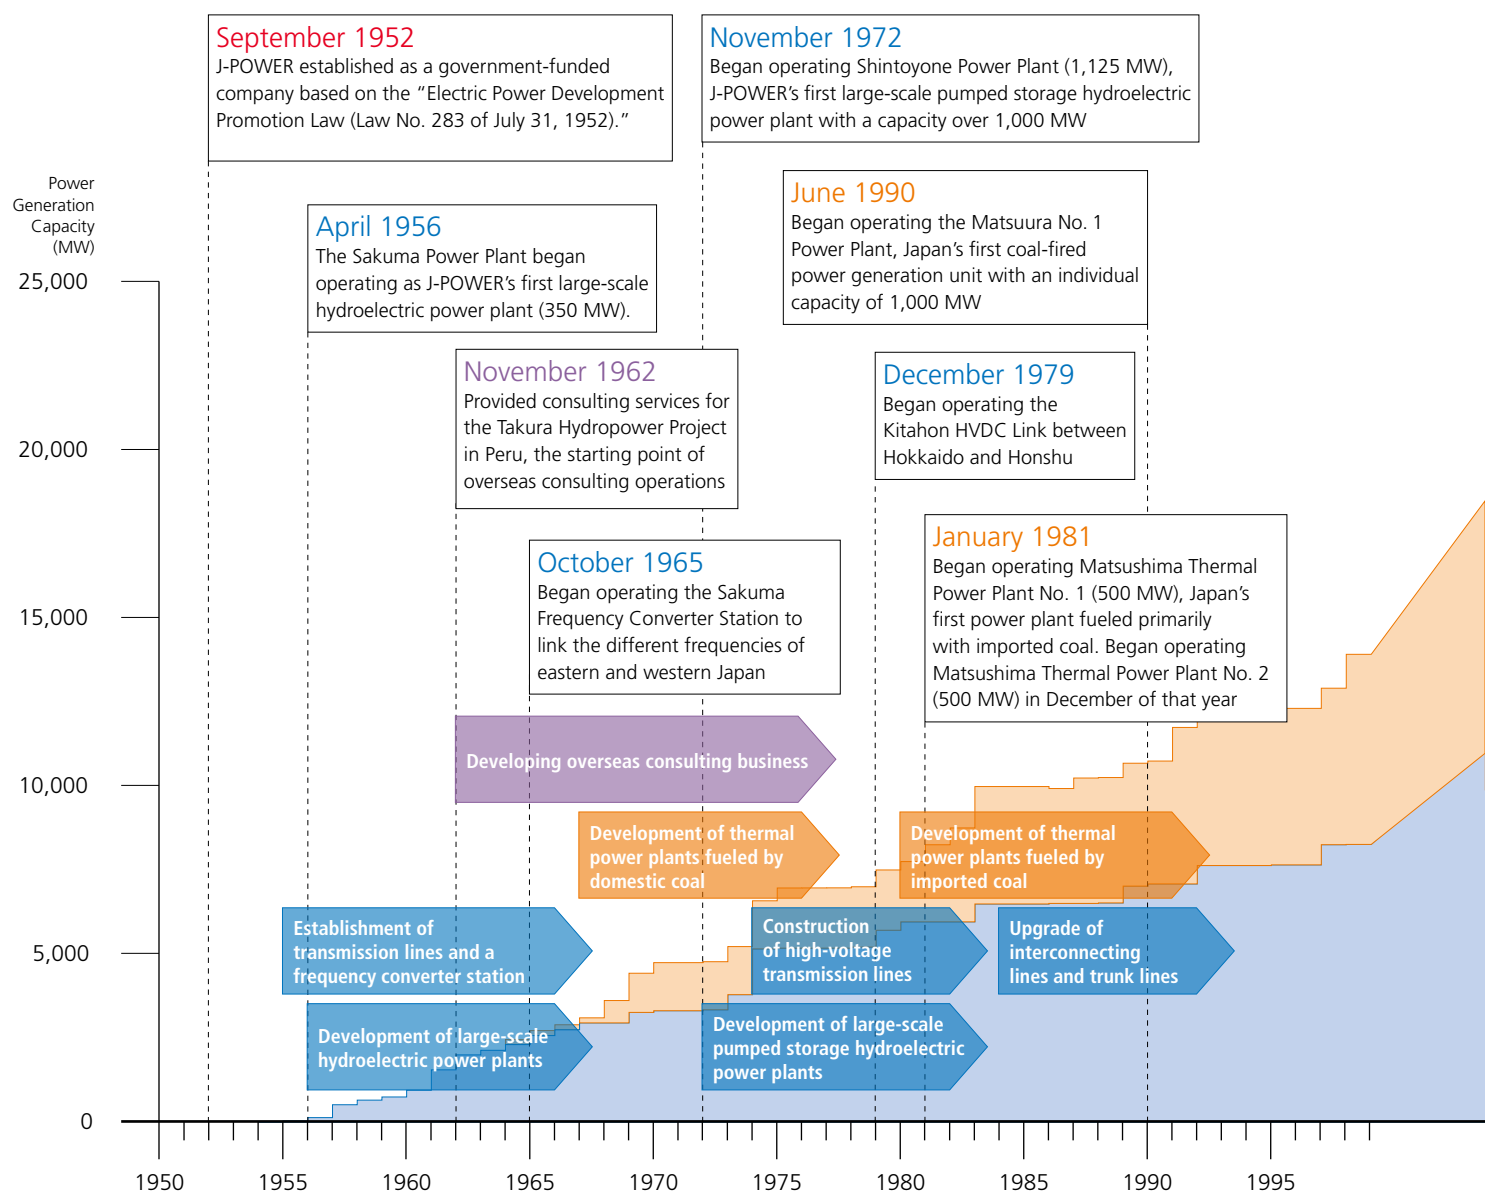 September 1952
J-POWER established as a government-funded
company based on the “Electric Power Development
Promotion Law (Law No. 283 of July 31, 1952).”
November 1972
Began operating Shintoyone Power Plant (1,125 MW),
J-POWER’s first large-scale pumped storage hydroelectric
power plant with a capacity over 1,000 MW
Power
Generation
Capacity
(MW)
April 1956
The Sakuma Power Plant began
operating as J-POWER’s first large-scale
hydroelectric power plant (350 MW).
June 1990
Began operating the Matsuura No. 1
Power Plant, Japan’s first coal-fired
power generation unit with an individual
capacity of 1,000 MW
November 1962
Provided consulting services for
the Takura Hydropower Project
in Peru, the starting point of
overseas consulting operations
December 1979
Began operating the
Kitahon HVDC Link between
Hokkaido and Honshu
October 1965
Began operating the Sakuma
Frequency Converter Station to
link the different frequencies of
eastern and western Japan
January 1981
Began operating Matsushima Thermal
Power Plant No. 1 (500 MW), Japan’s
first power plant fueled primarily
with imported coal. Began operating
Matsushima Thermal Power Plant No. 2
(500 MW) in December of that year
25,000
20,000
15,000
10,000
5,000
0
Developing overseas consulting business
Development of thermal
power plants fueled by
domestic coal
Development of thermal
power plants fueled by
imported coal
Establishment of
transmission lines and a
frequency converter station
Construction
of high-voltage
transmission lines
Upgrade of
interconnecting
lines and trunk lines
Development of large-scale
hydroelectric power plants
Development of large-scale
pumped storage hydroelectric
power plants
1950
1955
1960
1965
1970
1975
1980
1985
1990
1995